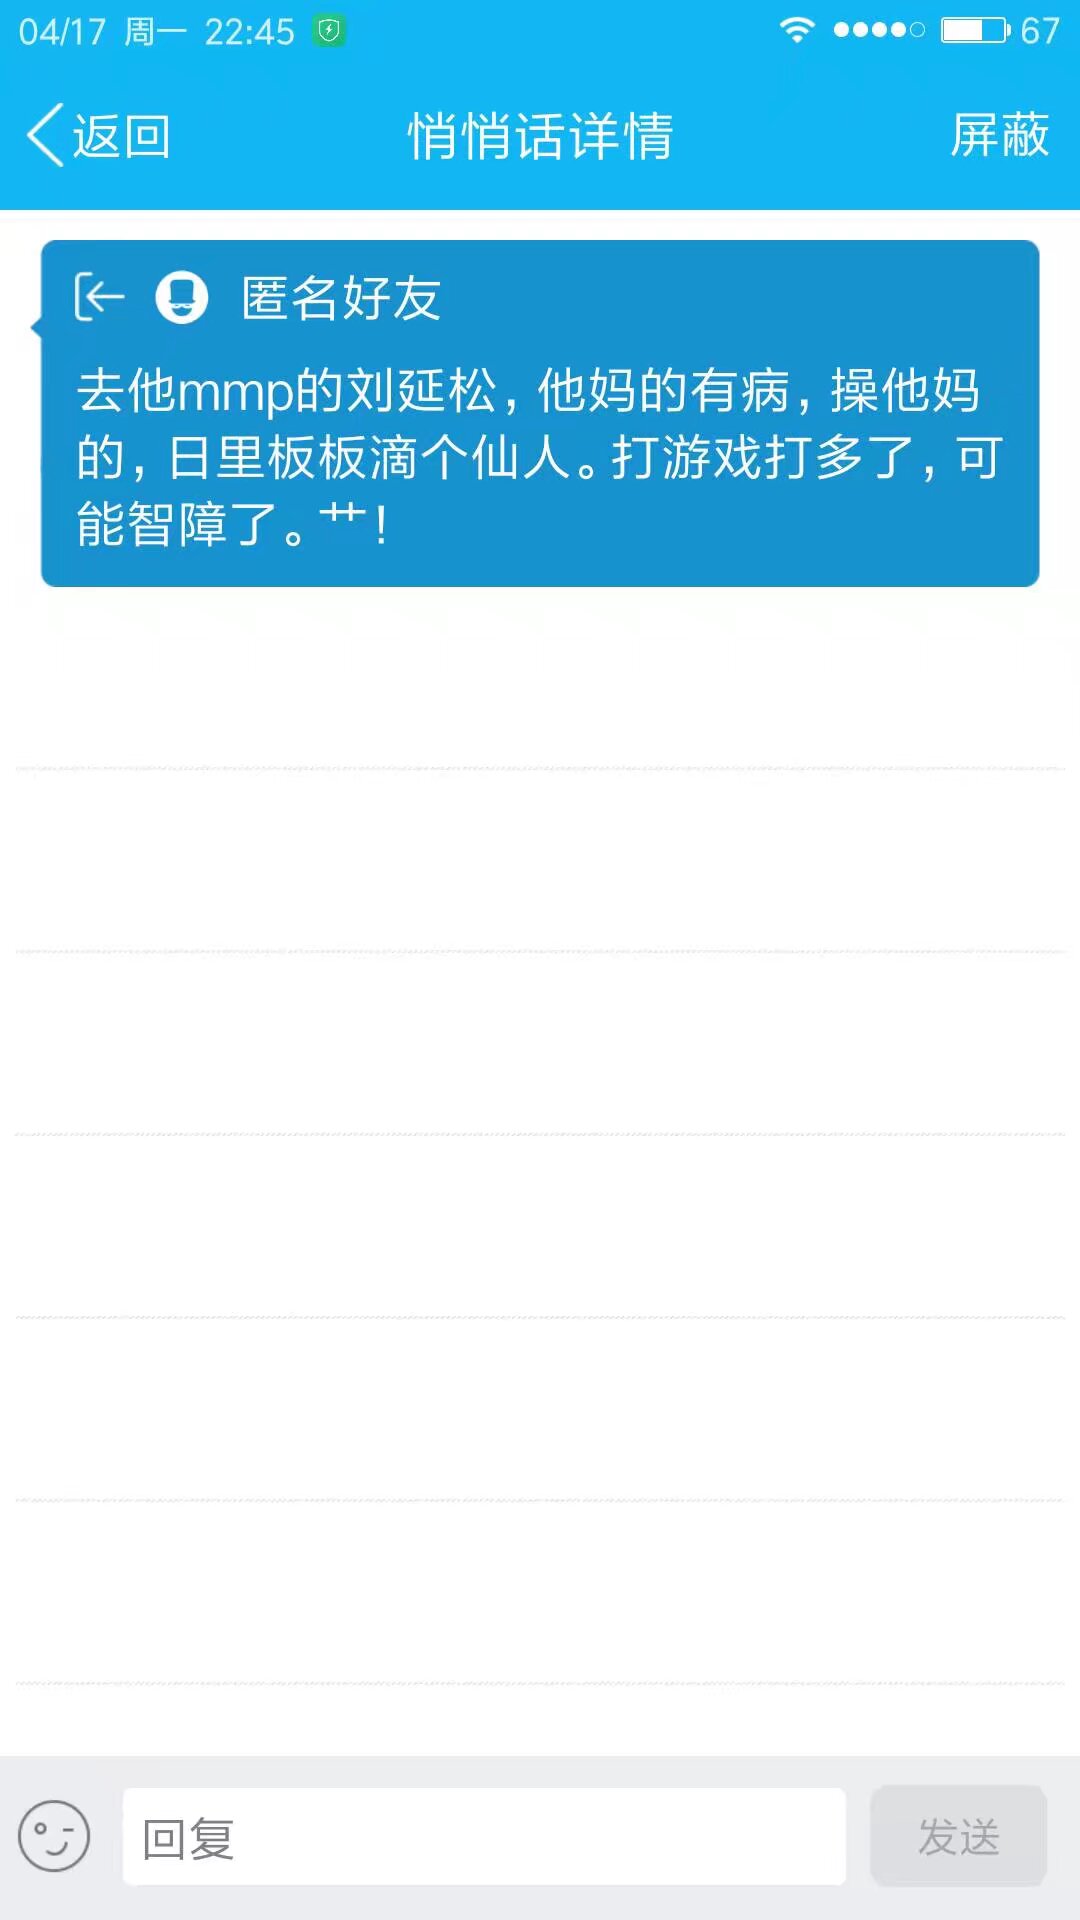 04/17 周一 22:45 67
返回 悄悄话详情 屏蔽
匿名好友
去他mmp的刘延松，他妈的有病，操他妈
的，日里板板滴个仙人。打游戏打多了，可
能智障了。艹！
回复 发送